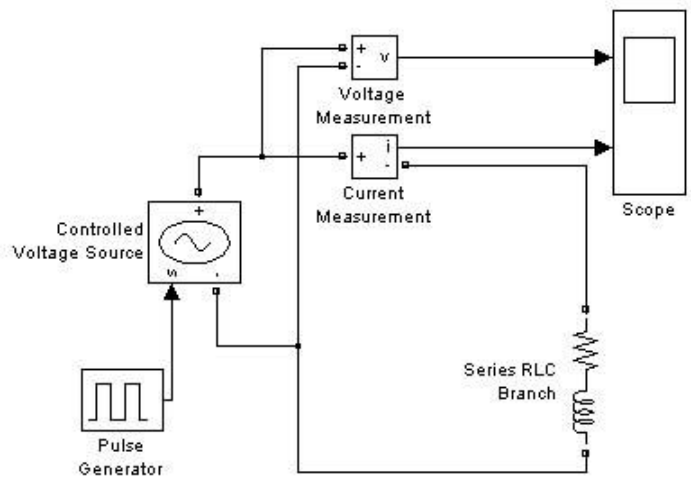 +
-
v
Voltage
Measurement
+
i
-
Current
Measurement
Scope
Controlled
Voltage Source
+
s
-
Series RLC
Branch
Pulse
Generator